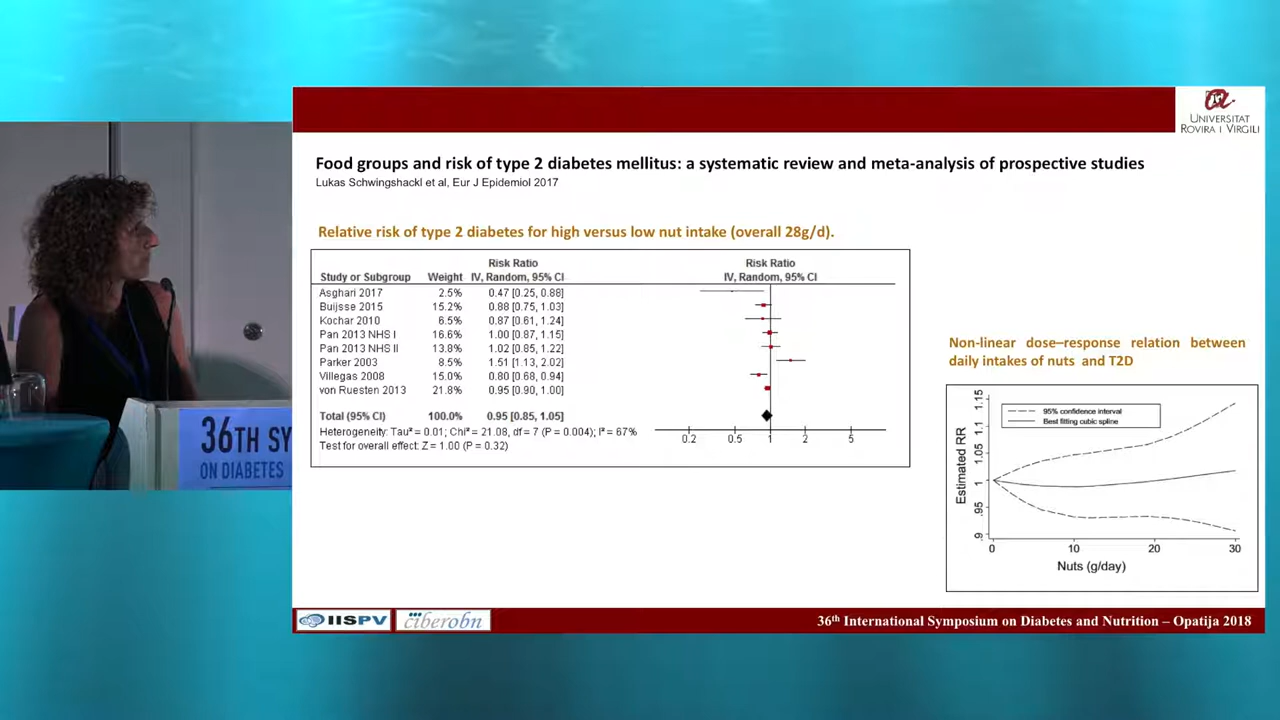 UNIVERSITAT
ROVIRA I VIRGILI
Food groups and risk of type 2 diabetes mellitus: a systematic review and meta-analysis of prospective studies
Lukas Schwingshackl et al, Eur J Epidemiol 2017
Relative risk of type 2 diabetes for high versus low nut intake (overall 28g/d).
Risk Ratio Risk Ratio
Study or Subgroup Weight IV, Random, 95% CI IV, Random, 95% CI
Asghari 2017 2.5% 0.47 [0.25, 0.88]
Buijsse 2015 15.2% 0.88 [0.75, 1.03]
Kochar 2010 6.5% 0.87 [0.61, 1.24]
Pan 2013 NHS I 16.6% 1.00 [0.87, 1.15]
Pan 2013 NHS II 13.8% 1.02 [0.85, 1.22]
Parker 2003 8.5% 1.51 [1.13, 2.02]
Villegas 2008 15.0% 0.80 [0.68, 0.94]
von Ruesten 2013 21.8% 0.95 [0.90, 1.00]
Total (95% CI) 100.0% 0.95 [0.85, 1.05]
Heterogeneity: Tau² = 0.01; Chi² = 21.08, df = 7 (P = 0.004); I² = 67%
Test for overall effect: Z = 1.00 (P = 0.32)
0.2 0.5 1 2 5
Non-linear dose–response relation between
daily intakes of nuts and T2D
95% confidence interval
Best fitting cubic spline
Estimated RR
1.15
1.1
1.05
1
.95
.9
0 10 20 30
Nuts (g/day)
36TH SY
ON DIABETES
IISPV
ciberobn
36th International Symposium on Diabetes and Nutrition – Opatija 2018